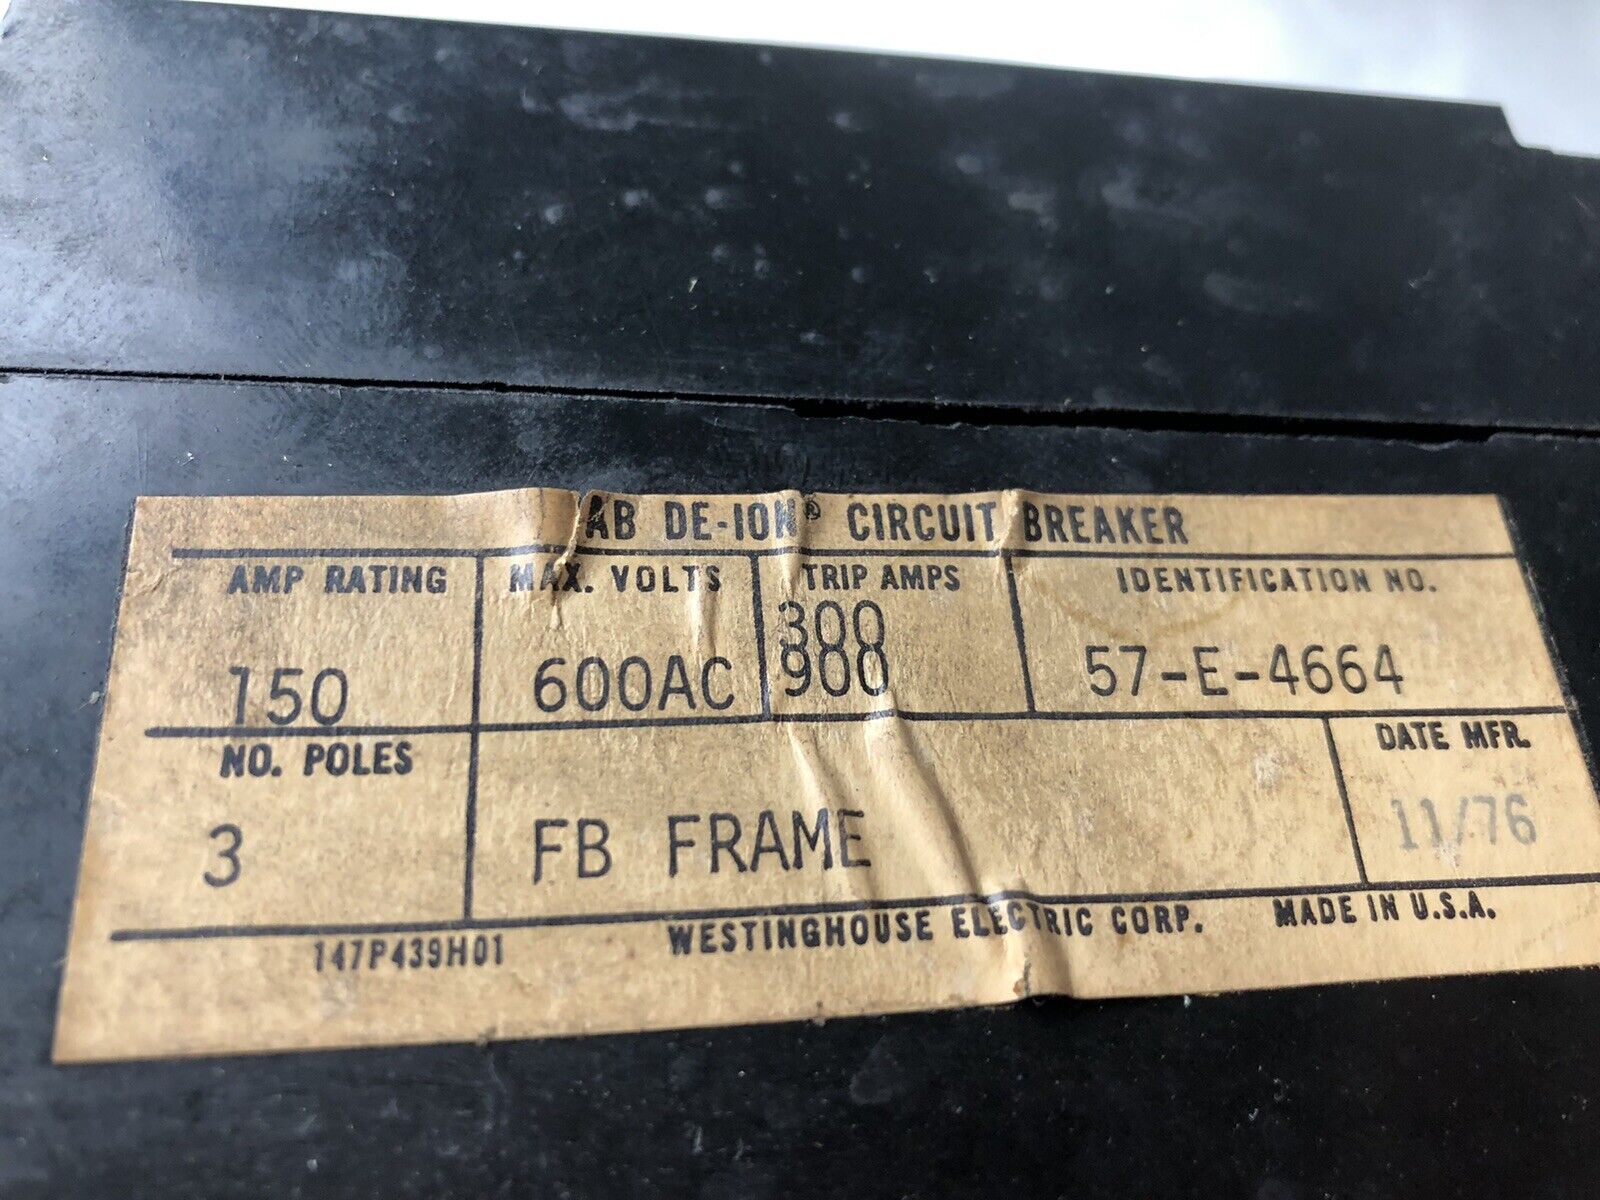 AB DE-ION® CIRCUIT BREAKER
AMP RATING MAX. VOLTS TRIP AMPS IDENTIFICATION NO.
300
150 600AC 900 57-E-4664
NO. POLES DATE MFR.
3 FB FRAME 11/76
147P439H01 WESTINGHOUSE ELECTRIC CORP. MADE IN U.S.A.